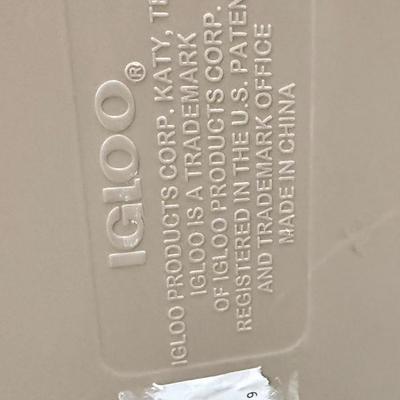 IGLOO®
IGLOO PRODUCTS CORP. KATY,
IGLOO IS A TRADEMARK
OF IGLOO PRODUCTS CORP.
REGISTERED IN THE U.S. PATEN
AND TRADEMARK OFFICE
MADE IN CHINA